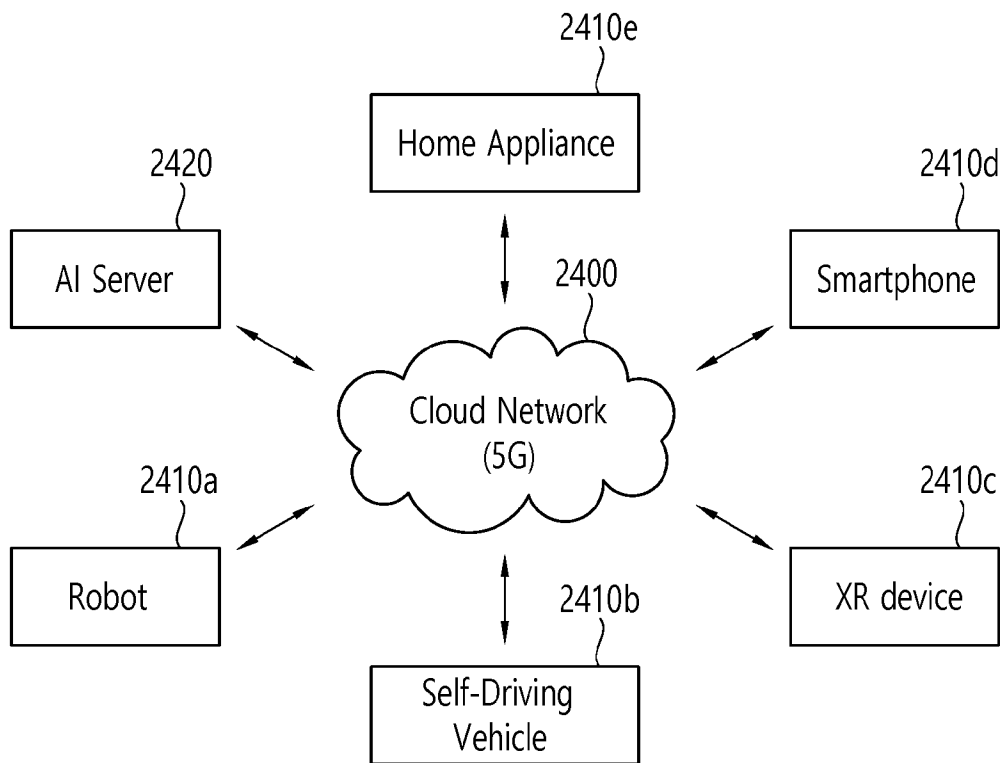 2410e
Home Appliance
2420
AI Server
2410d
Smartphone
2400
Cloud Network
(5G)
2410a
Robot
2410c
XR device
2410b
Self-Driving
Vehicle